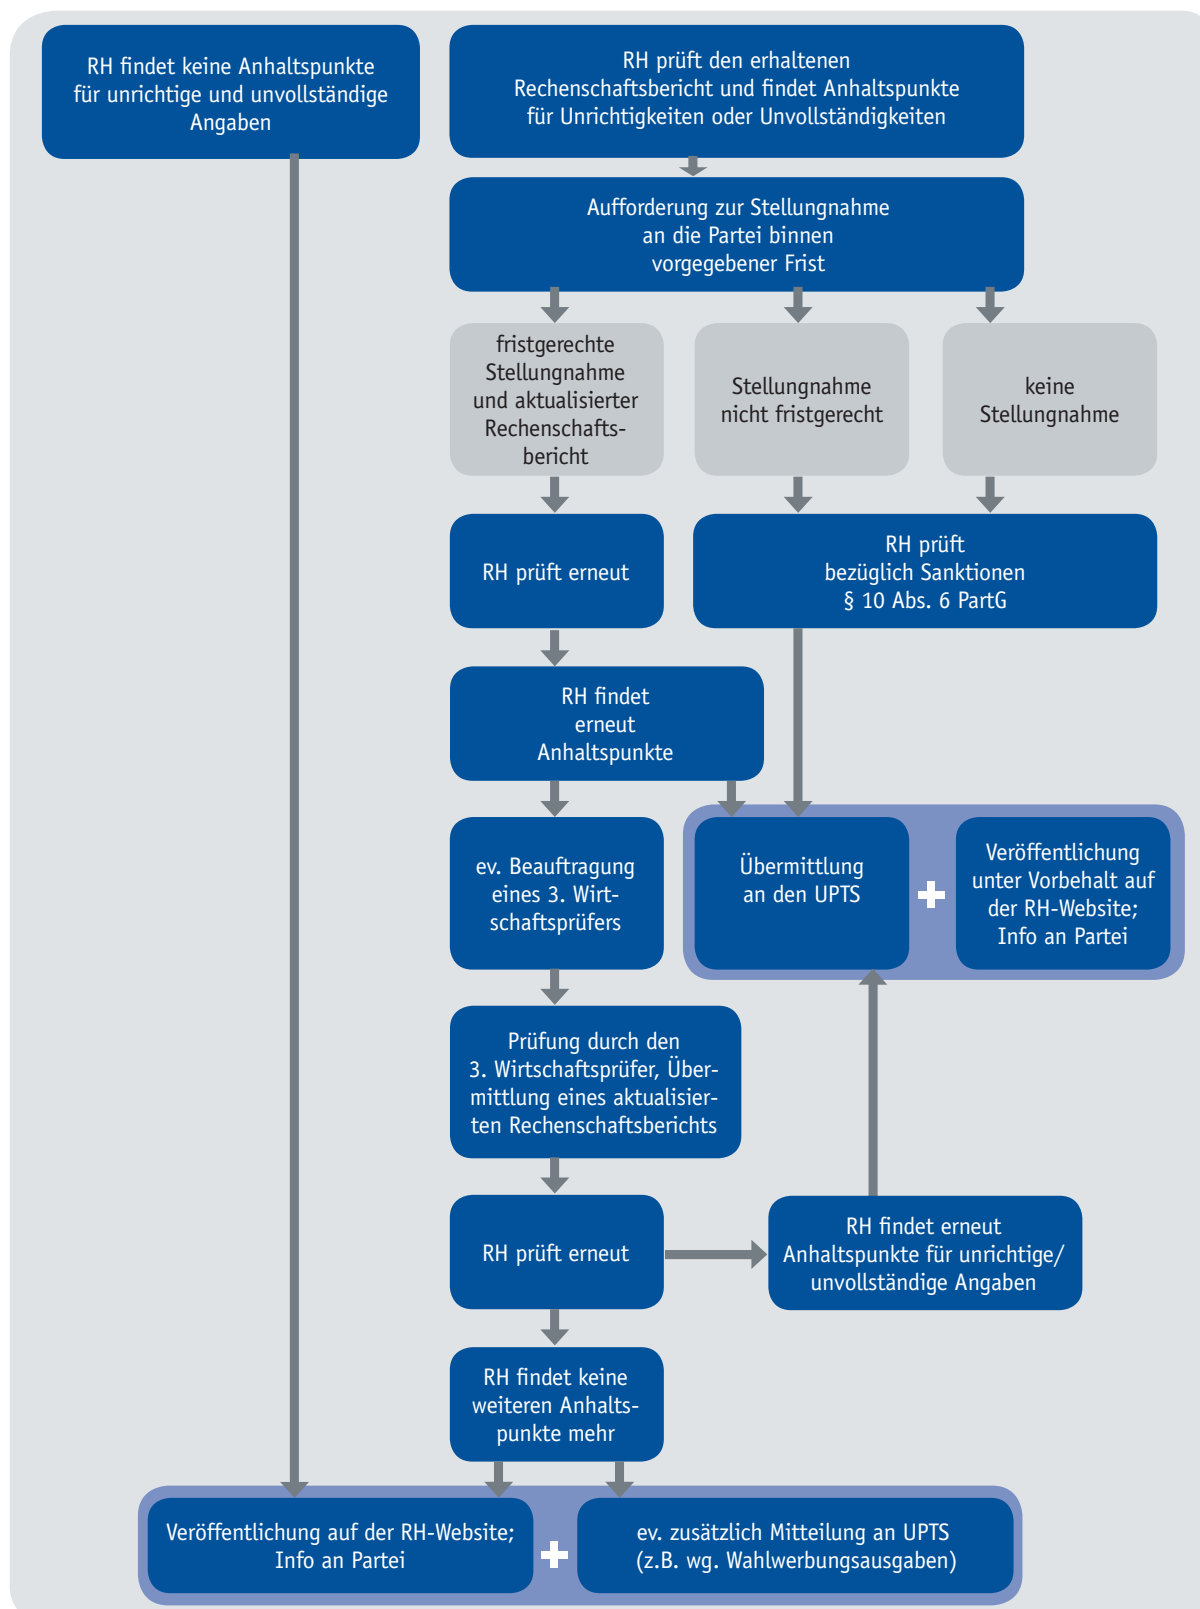 RH findet keine Anhaltspunkte
für unrichtige und unvollständige
Angaben
RH prüft den erhaltenen
Rechenschaftsbericht und findet Anhaltspunkte
für Unrichtigkeiten oder Unvollständigkeiten
Aufforderung zur Stellungnahme
an die Partei binnen
vorgegebener Frist
fristgerechte
Stellungnahme
und aktualisierter
Rechenschafts-
bericht
Stellungnahme
nicht fristgerecht
keine
Stellungnahme
RH prüft erneut
RH prüft
bezüglich Sanktionen
§ 10 Abs. 6 PartG
RH findet
erneut
Anhaltspunkte
ev. Beauftragung
eines 3. Wirt-
schaftsprüfers
Übermittlung
an den UPTS
+
Veröffentlichung
unter Vorbehalt auf
der RH-Website;
Info an Partei
Prüfung durch den
3. Wirtschaftsprüfer, Über-
mittlung eines aktualisier-
ten Rechenschaftsberichts
RH prüft erneut
RH findet erneut
Anhaltspunkte für unrichtige/
unvollständige Angaben
RH findet keine
weiteren Anhalts-
punkte mehr
Veröffentlichung auf der RH-Website;
Info an Partei
+
ev. zusätzlich Mitteilung an UPTS
(z.B. wg. Wahlwerbungsausgaben)